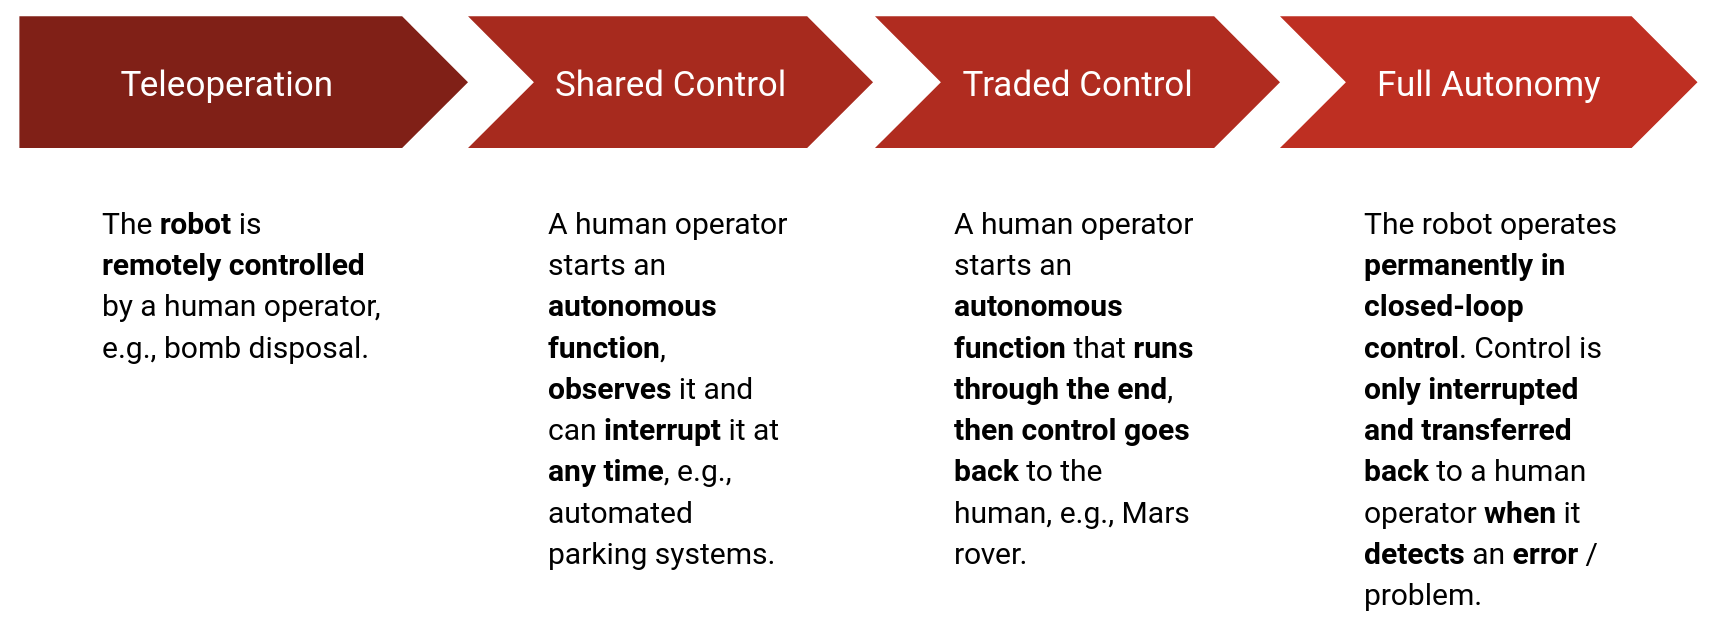 Teleoperation
Shared Control
Traded Control
Full Autonomy
The robot is
remotely controlled
by a human operator,
e.g., bomb disposal.
A human operator
starts an
autonomous
function,
observes it and
can interrupt it at
any time, e.g.,
automated
parking systems.
A human operator
starts an
autonomous
function that runs
through the end,
then control goes
back to the
human, e.g., Mars
rover.
The robot operates
permanently in
closed-loop
control. Control is
only interrupted
and transferred
back to a human
operator when it
detects an error /
problem.